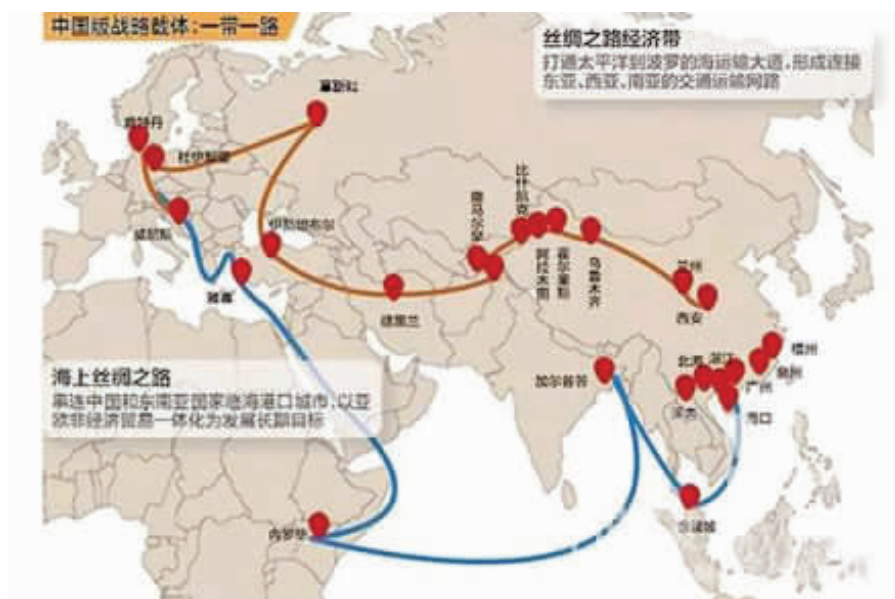 中国版战略载体:一带一路
丝绸之路经济带
打通太平洋到波罗的海运输大通,形成连接
东亚、西亚、南亚的交通运输网路
莫斯科
鹿特丹
杜伊斯堡
威尼斯
伊斯坦布尔
雅典
德黑兰
撒马尔罕
比什凯克
阿拉木图
霍尔果斯
乌鲁木齐
兰州
西安
海上丝绸之路
串连中国和东南亚国家临海港口城市,以亚
欧非经济贸易一体化为发展长期目标
加尔各答
北海
湛江
福州
泉州
广州
海口
河内
内罗毕
吉隆坡